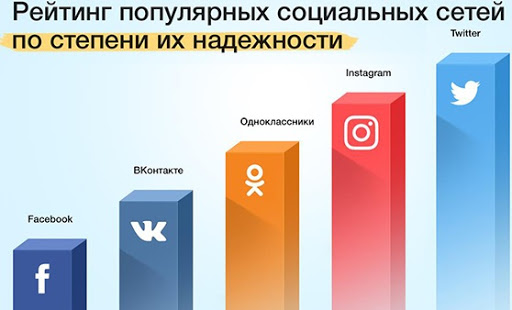 Рейтинг популярных социальных сетей
по степени их надежности
Twitter
Instagram
Одноклассники
ВКонтакте
Facebook